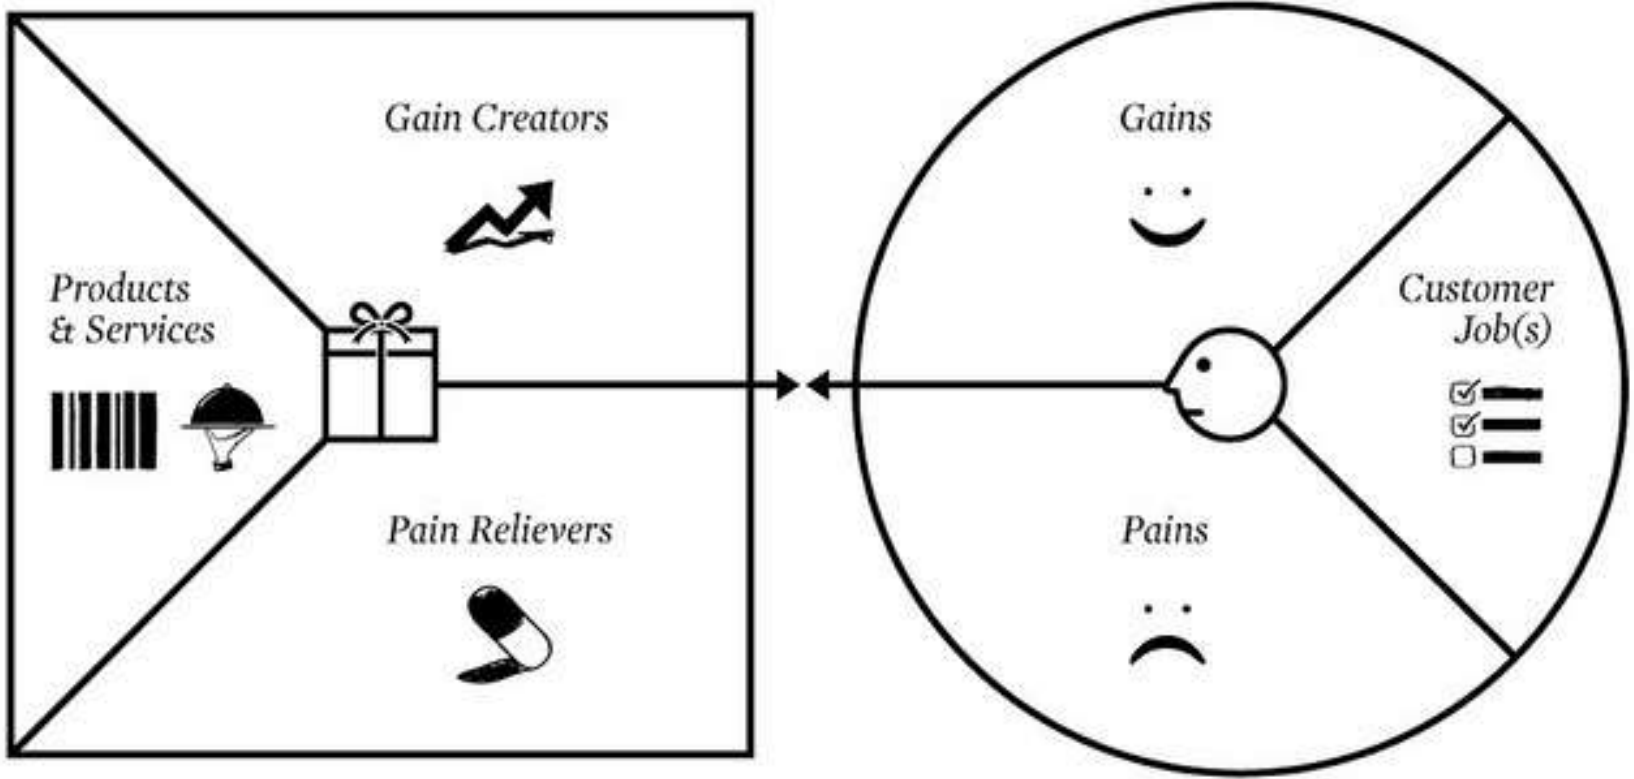 Gain Creators
Products
& Services
Pain Relievers
Gains
Customer
Job(s)
Pains